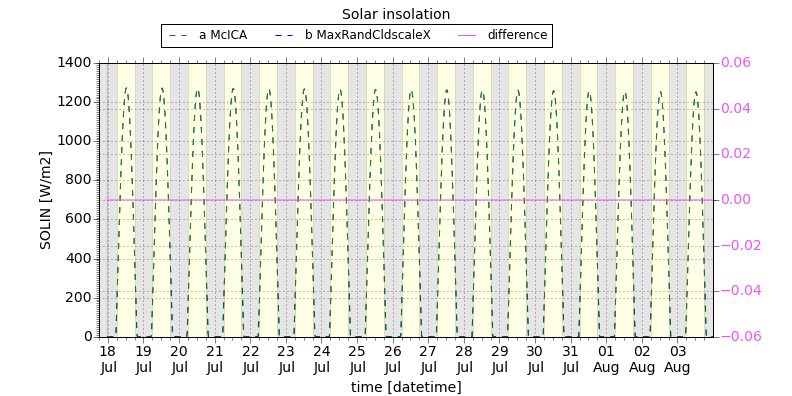 Solar insolation
a McICA b MaxRandCldscaleX difference
1400 0.06
1200 0.04
1000 0.02
800 0.00
600 −0.02
400 −0.04
200 −0.06
0
SOLIN [W/m2]
18 19 20 21 22 23 24 25 26 27 28 29 30 31 01 02 03
Jul Jul Jul Jul Jul Jul Jul Jul Jul Jul Jul Jul Jul Jul Aug Aug Aug
time [datetime]